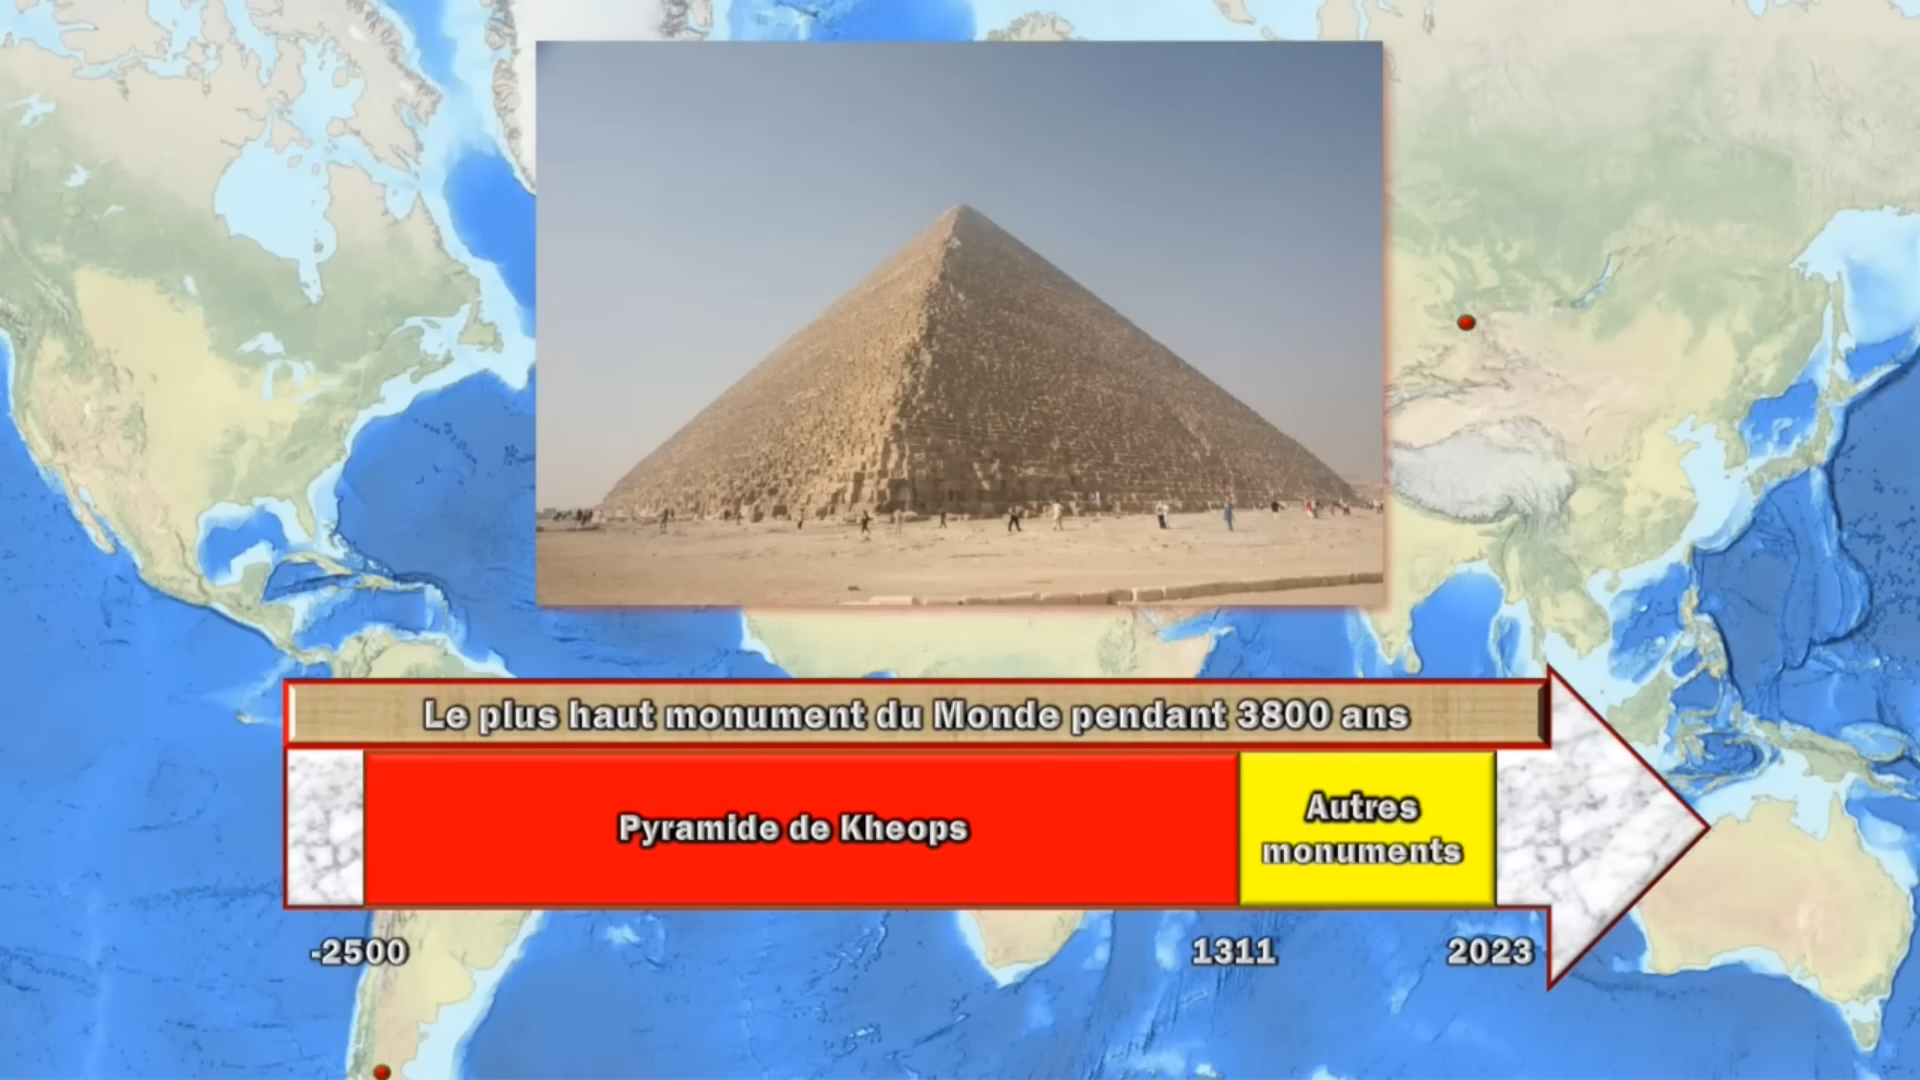 Le plus haut monument du Monde pendant 3800 ans
Pyramide de Kheops
Autres
monuments
-2500
1311
2023